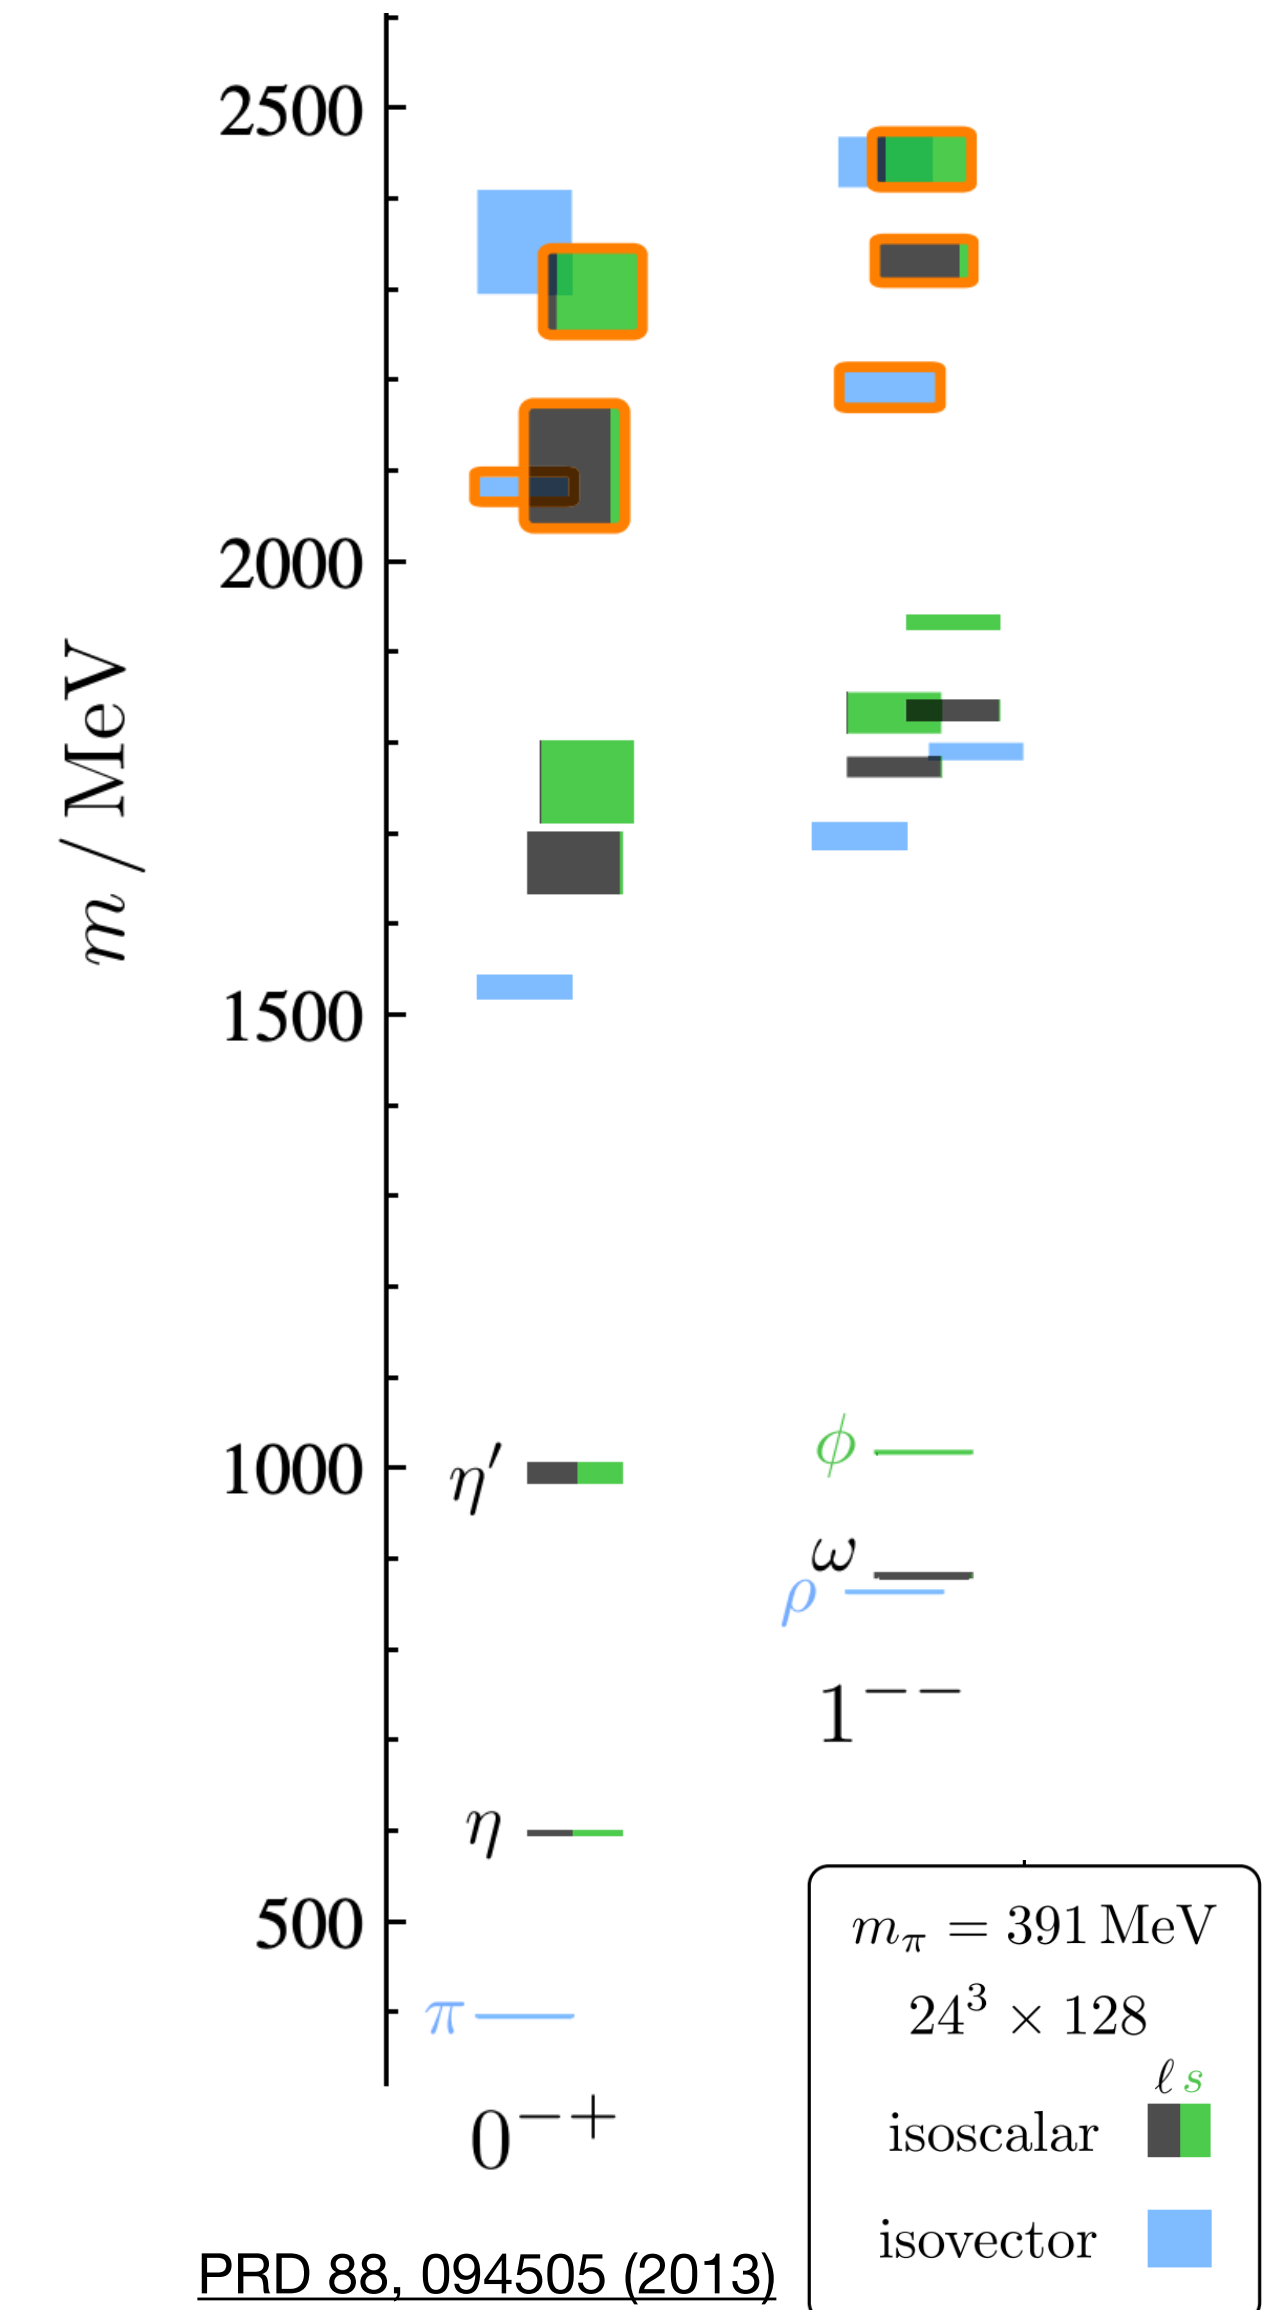 2500
2000
m / MeV
1500
1000
η′
ϕ
ω
ρ
1⁻⁻
η
500
π
0⁻⁺
m_π = 391 MeV
24³ × 128
ℓ s
isoscalar
isovector
PRD 88, 094505 (2013)